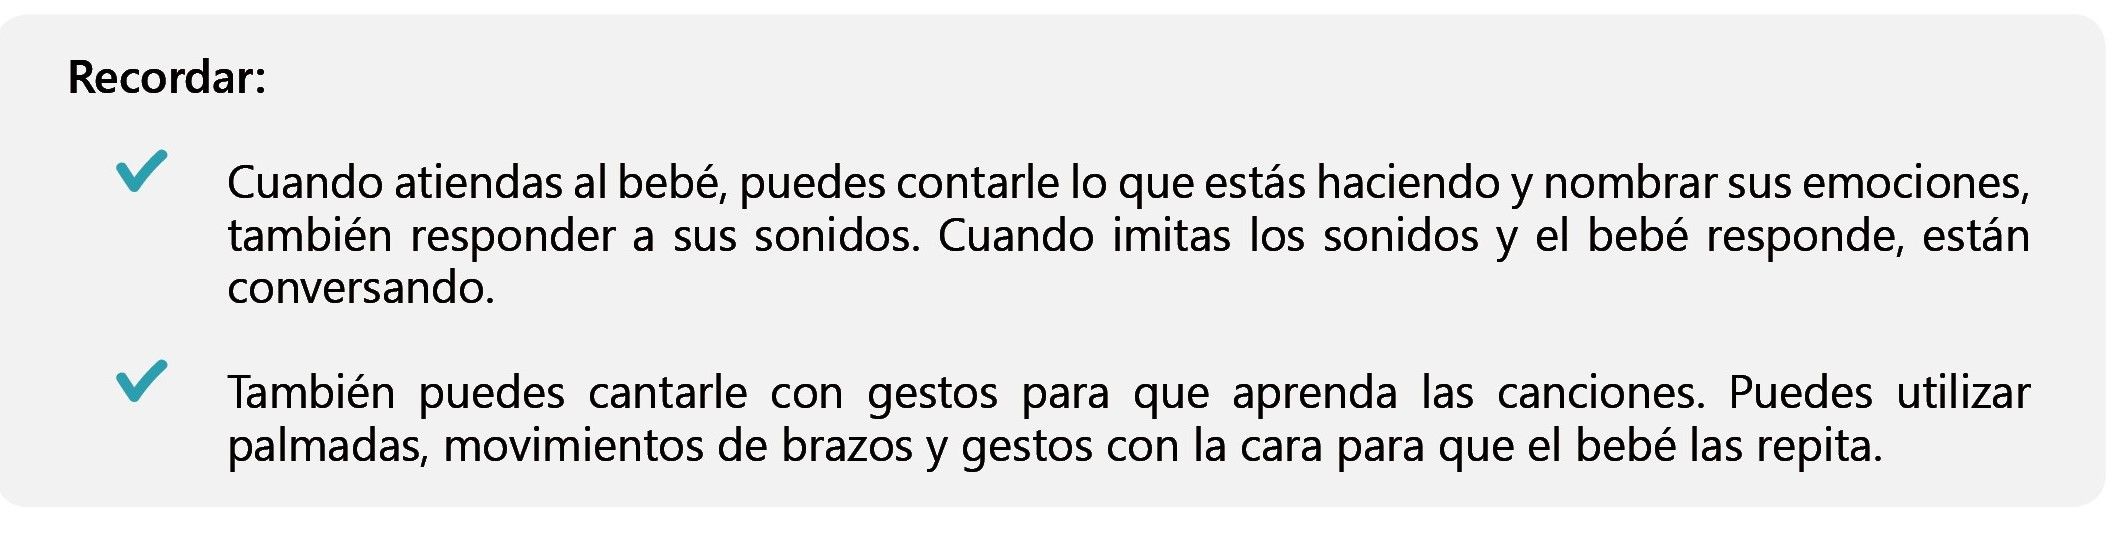 Recordar:
Cuando atiendas al bebé, puedes contarle lo que estás haciendo y nombrar sus emociones,
también responder a sus sonidos. Cuando imitas los sonidos y el bebé responde, están
conversando.
También puedes cantarle con gestos para que aprenda las canciones. Puedes utilizar
palmadas, movimientos de brazos y gestos con la cara para que el bebé las repita.